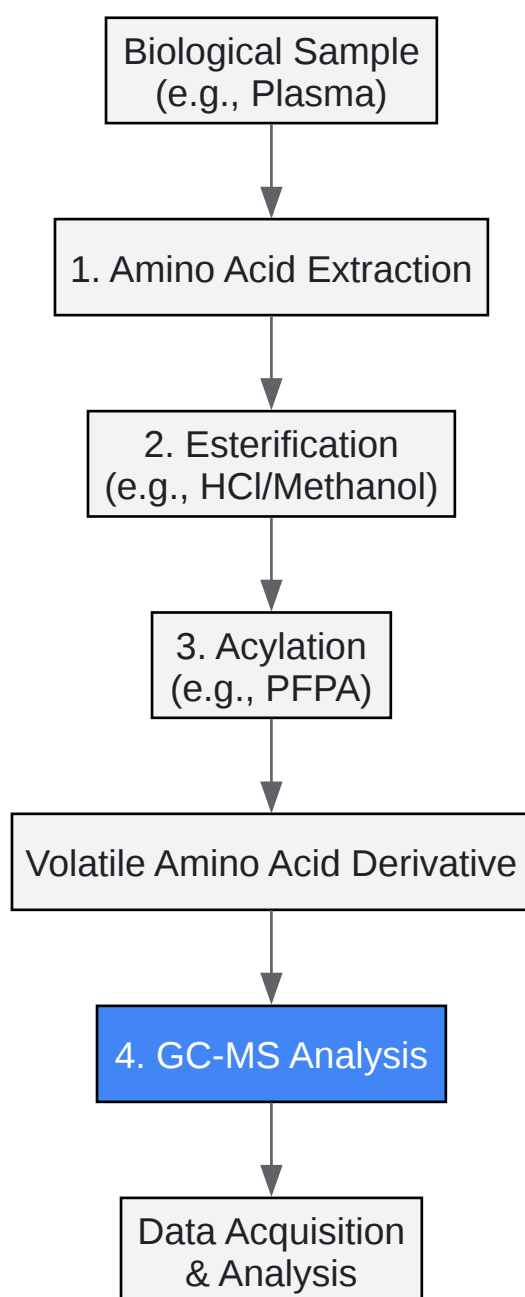 Biological Sample
(e.g., Plasma)
1. Amino Acid Extraction
2. Esterification
(e.g., HCl/Methanol)
3. Acylation
(e.g., PFPA)
Volatile Amino Acid Derivative
4. GC-MS Analysis
Data Acquisition
& Analysis